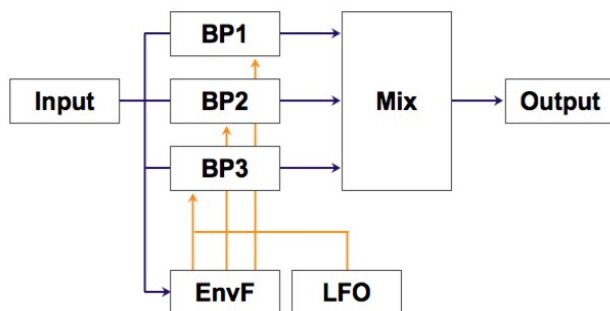 BP1
Input
BP2
Mix
Output
BP3
EnvF
LFO